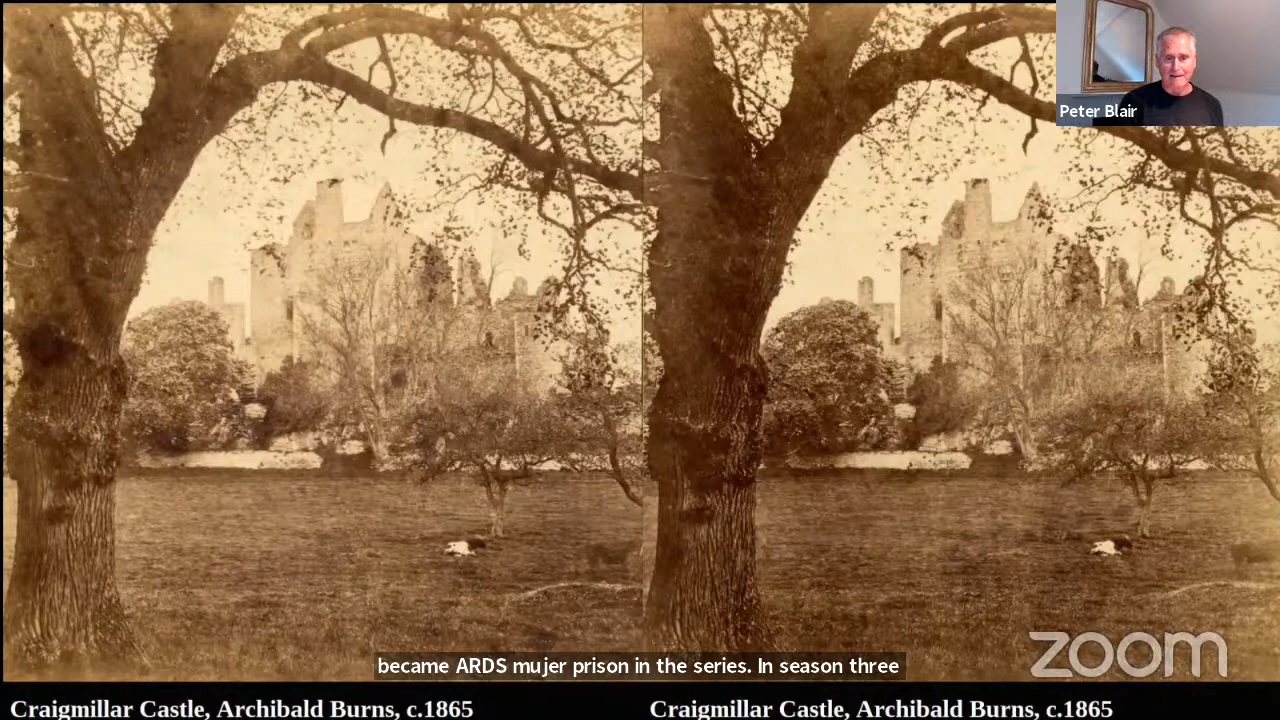 Peter Blair
became ARDS mujer prison in the series. In season three
zoom
Craigmillar Castle, Archibald Burns, c.1865
Craigmillar Castle, Archibald Burns, c.1865